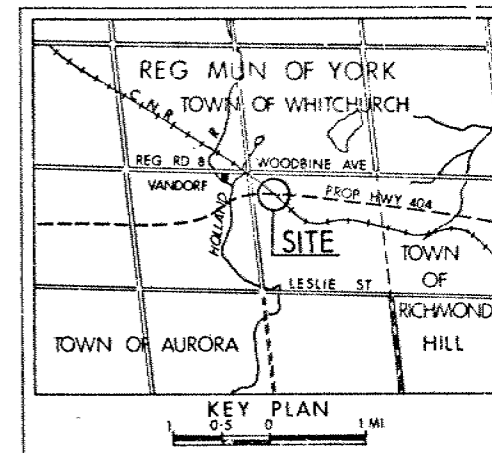 REG MUN OF YORK
TOWN OF WHITCHURCH
C.N.R.
R
REG RD 8 WOODBINE AVE
VANDORF
PROP HWY 404
HOLLAND
SITE
TOWN
OF
RICHMOND
HILL
LESLIE ST
TOWN OF AURORA
KEY PLAN
1 0·5 0 1 MI.